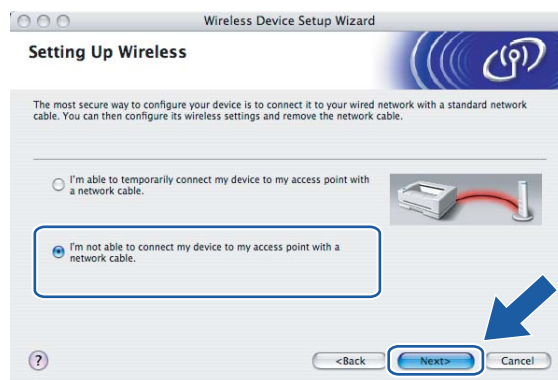 Wireless Device Setup Wizard
Setting Up Wireless
The most secure way to configure your device is to connect it to your wired network with a standard network
cable. You can then configure its wireless settings and remove the network cable.
I'm able to temporarily connect my device to my access point with
a network cable.
I'm not able to connect my device to my access point with a
network cable.
?
<Back
Next>
Cancel